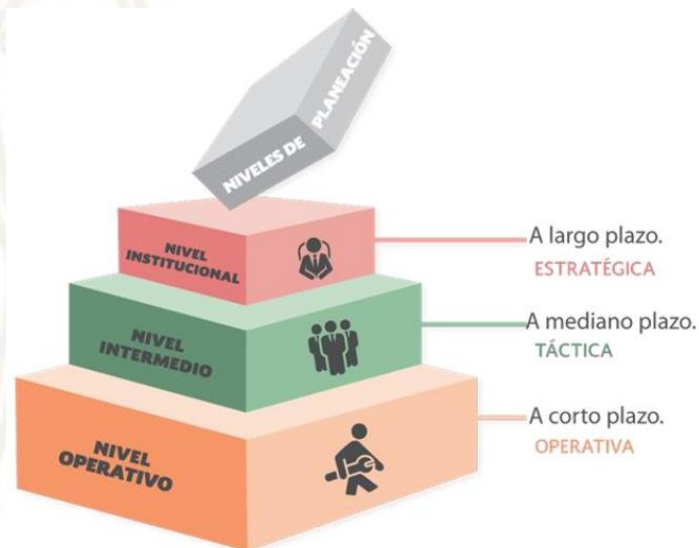 NIVELES DE
PLANEACIÓN
NIVEL
INSTITUCIONAL
A largo plazo.
ESTRATÉGICA
NIVEL
INTERMEDIO
A mediano plazo.
TÁCTICA
NIVEL
OPERATIVO
A corto plazo.
OPERATIVA